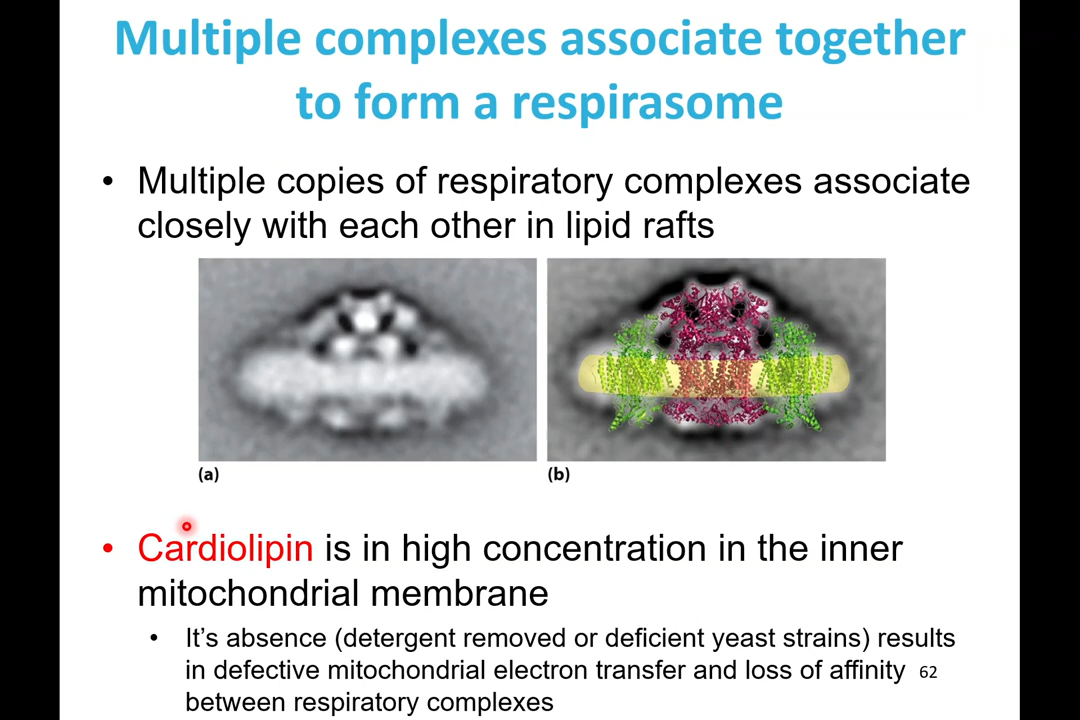 Multiple complexes associate together
to form a respirasome
• Multiple copies of respiratory complexes associate
closely with each other in lipid rafts
(a)
(b)
• Cardiolipin is in high concentration in the inner
mitochondrial membrane
• It’s absence (detergent removed or deficient yeast strains) results
in defective mitochondrial electron transfer and loss of affinity
between respiratory complexes
62